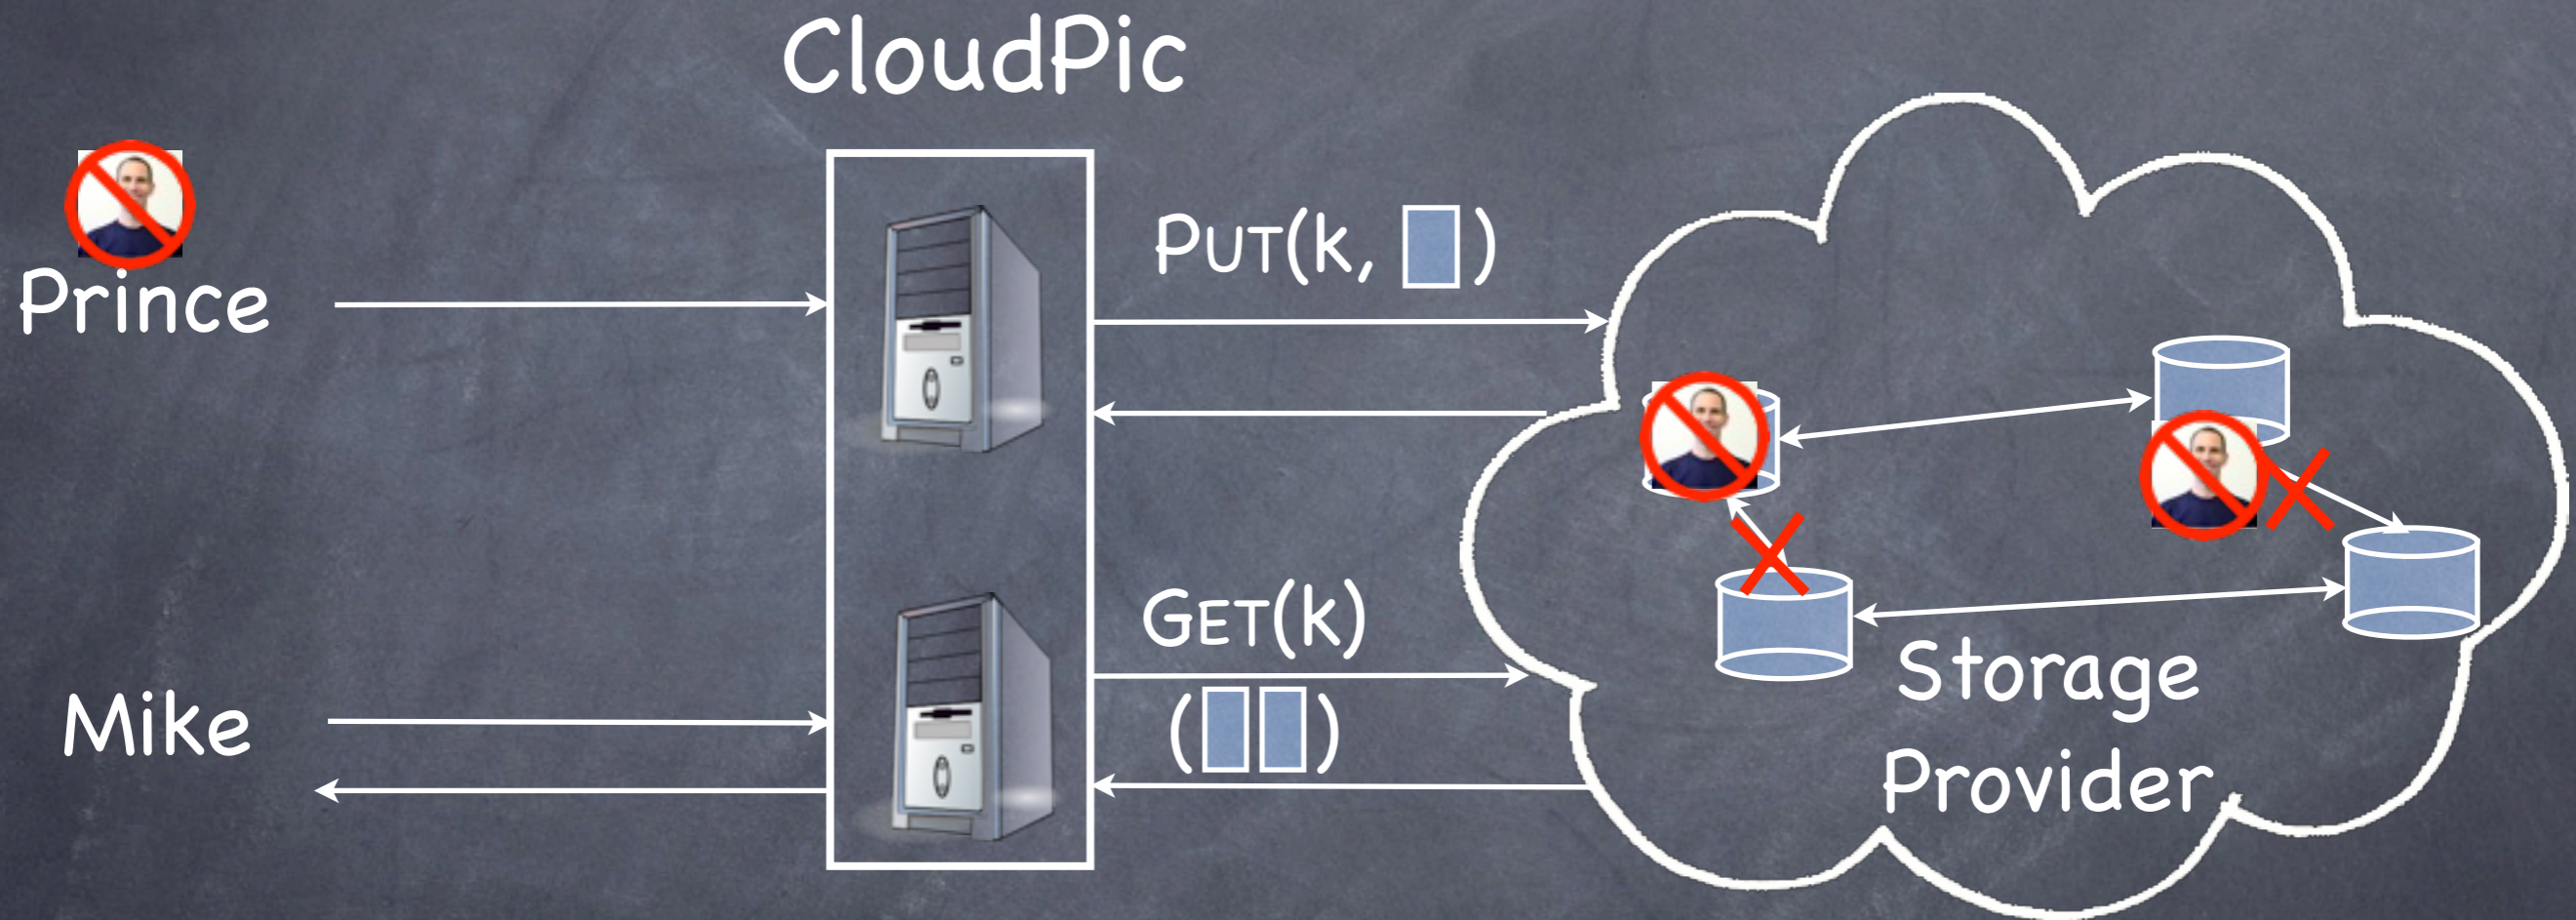 CloudPic
Prince
PUT(k, )
GET(k)
( )
Mike
Storage
Provider